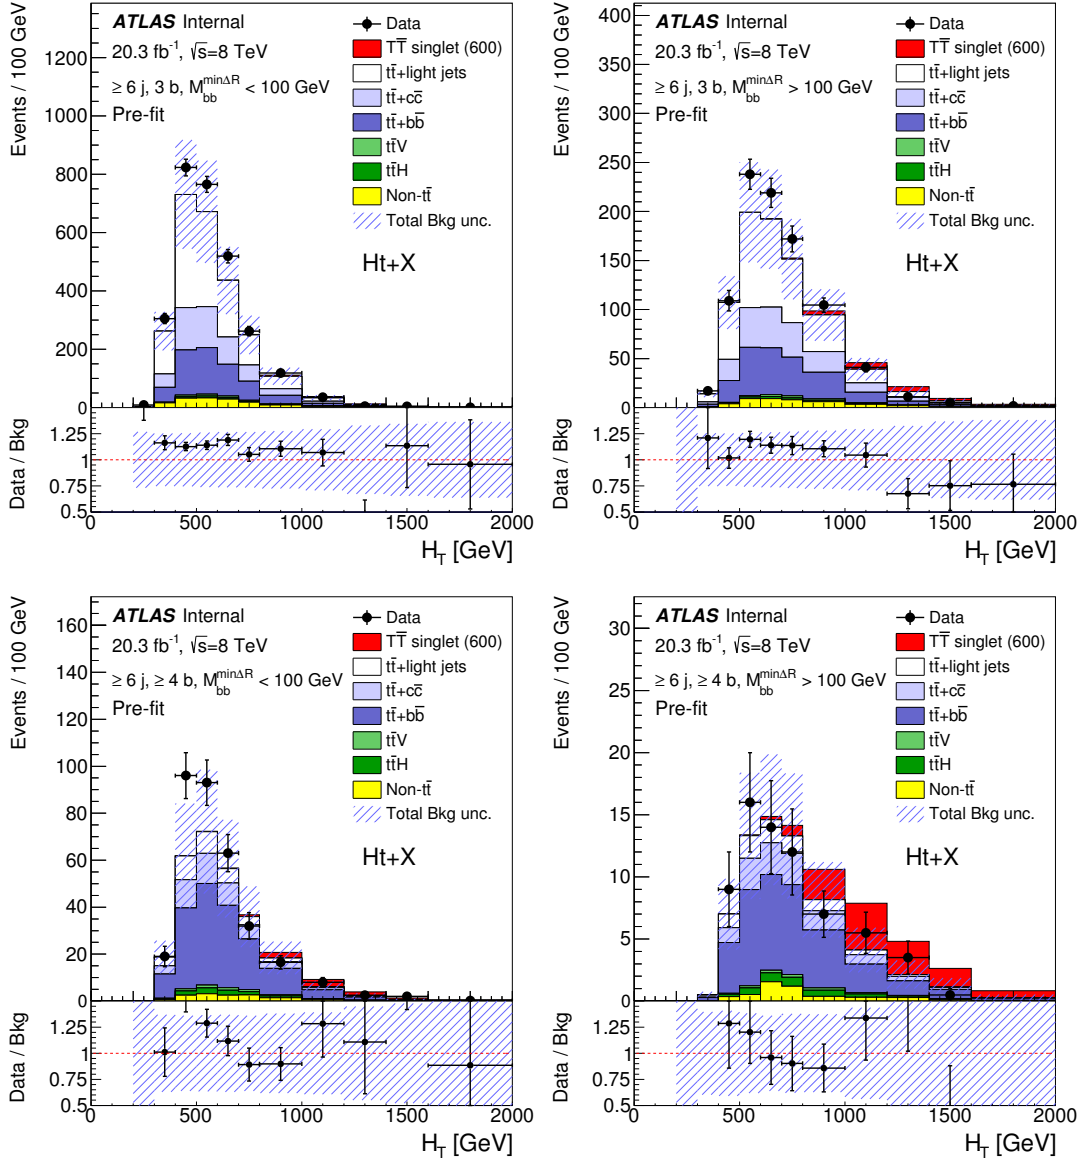 Events / 100 GeV
1200
1000
800
600
400
200
0
ATLAS Internal
20.3 fb⁻¹, √s=8 TeV
≥ 6 j, 3 b, M_bb^minΔR < 100 GeV
Pre-fit
Data
TT̅ singlet (600)
tt̅+light jets
tt̅+cc̅
tt̅+bb̅
tt̅V
tt̅H
Non-tt̅
Total Bkg unc.
Ht+X
Data / Bkg
1.25
1
0.75
0.5
0 500 1000 1500 2000
H_T [GeV]
Events / 100 GeV
400
350
300
250
200
150
100
50
0
ATLAS Internal
20.3 fb⁻¹, √s=8 TeV
≥ 6 j, 3 b, M_bb^minΔR > 100 GeV
Pre-fit
Data
TT̅ singlet (600)
tt̅+light jets
tt̅+cc̅
tt̅+bb̅
tt̅V
tt̅H
Non-tt̅
Total Bkg unc.
Ht+X
Data / Bkg
1.25
1
0.75
0.5
0 500 1000 1500 2000
H_T [GeV]
Events / 100 GeV
160
140
120
100
80
60
40
20
0
ATLAS Internal
20.3 fb⁻¹, √s=8 TeV
≥ 6 j, ≥ 4 b, M_bb^minΔR < 100 GeV
Pre-fit
Data
TT̅ singlet (600)
tt̅+light jets
tt̅+cc̅
tt̅+bb̅
tt̅V
tt̅H
Non-tt̅
Total Bkg unc.
Ht+X
Data / Bkg
1.25
1
0.75
0.5
0 500 1000 1500 2000
H_T [GeV]
Events / 100 GeV
30
25
20
15
10
5
0
ATLAS Internal
20.3 fb⁻¹, √s=8 TeV
≥ 6 j, ≥ 4 b, M_bb^minΔR > 100 GeV
Pre-fit
Data
TT̅ singlet (600)
tt̅+light jets
tt̅+cc̅
tt̅+bb̅
tt̅V
tt̅H
Non-tt̅
Total Bkg unc.
Ht+X
Data / Bkg
1.25
1
0.75
0.5
0 500 1000 1500 2000
H_T [GeV]